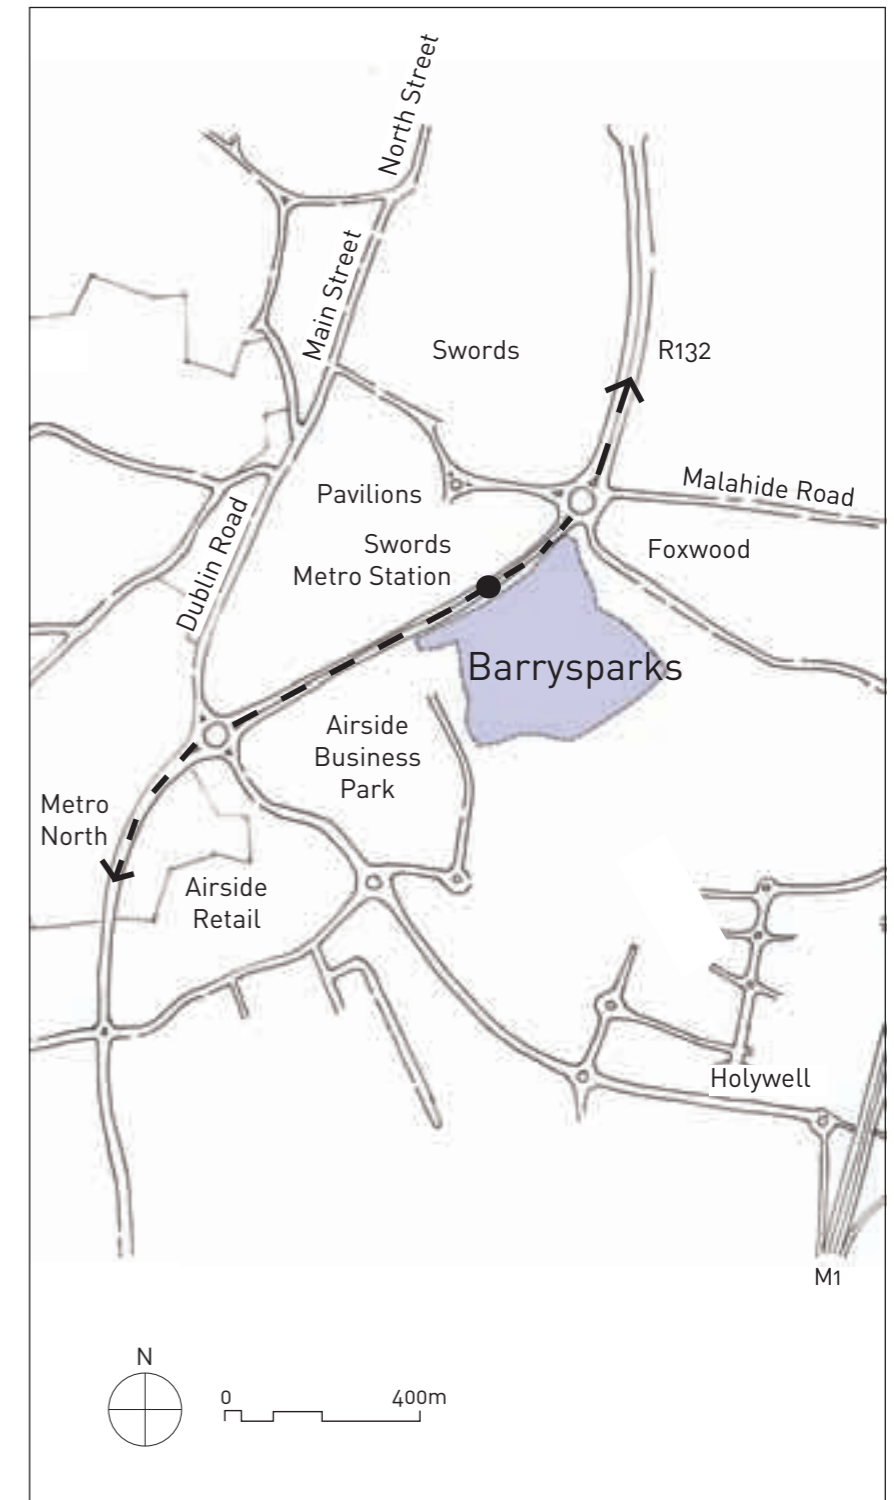 North Street
Main Street
Swords
R132
Malahide Road
Pavilions
Dublin Road
Swords
Metro Station
Foxwood
Barrysparks
Airside
Business
Park
Metro
North
Airside
Retail
Holywell
M1
N
0
400m